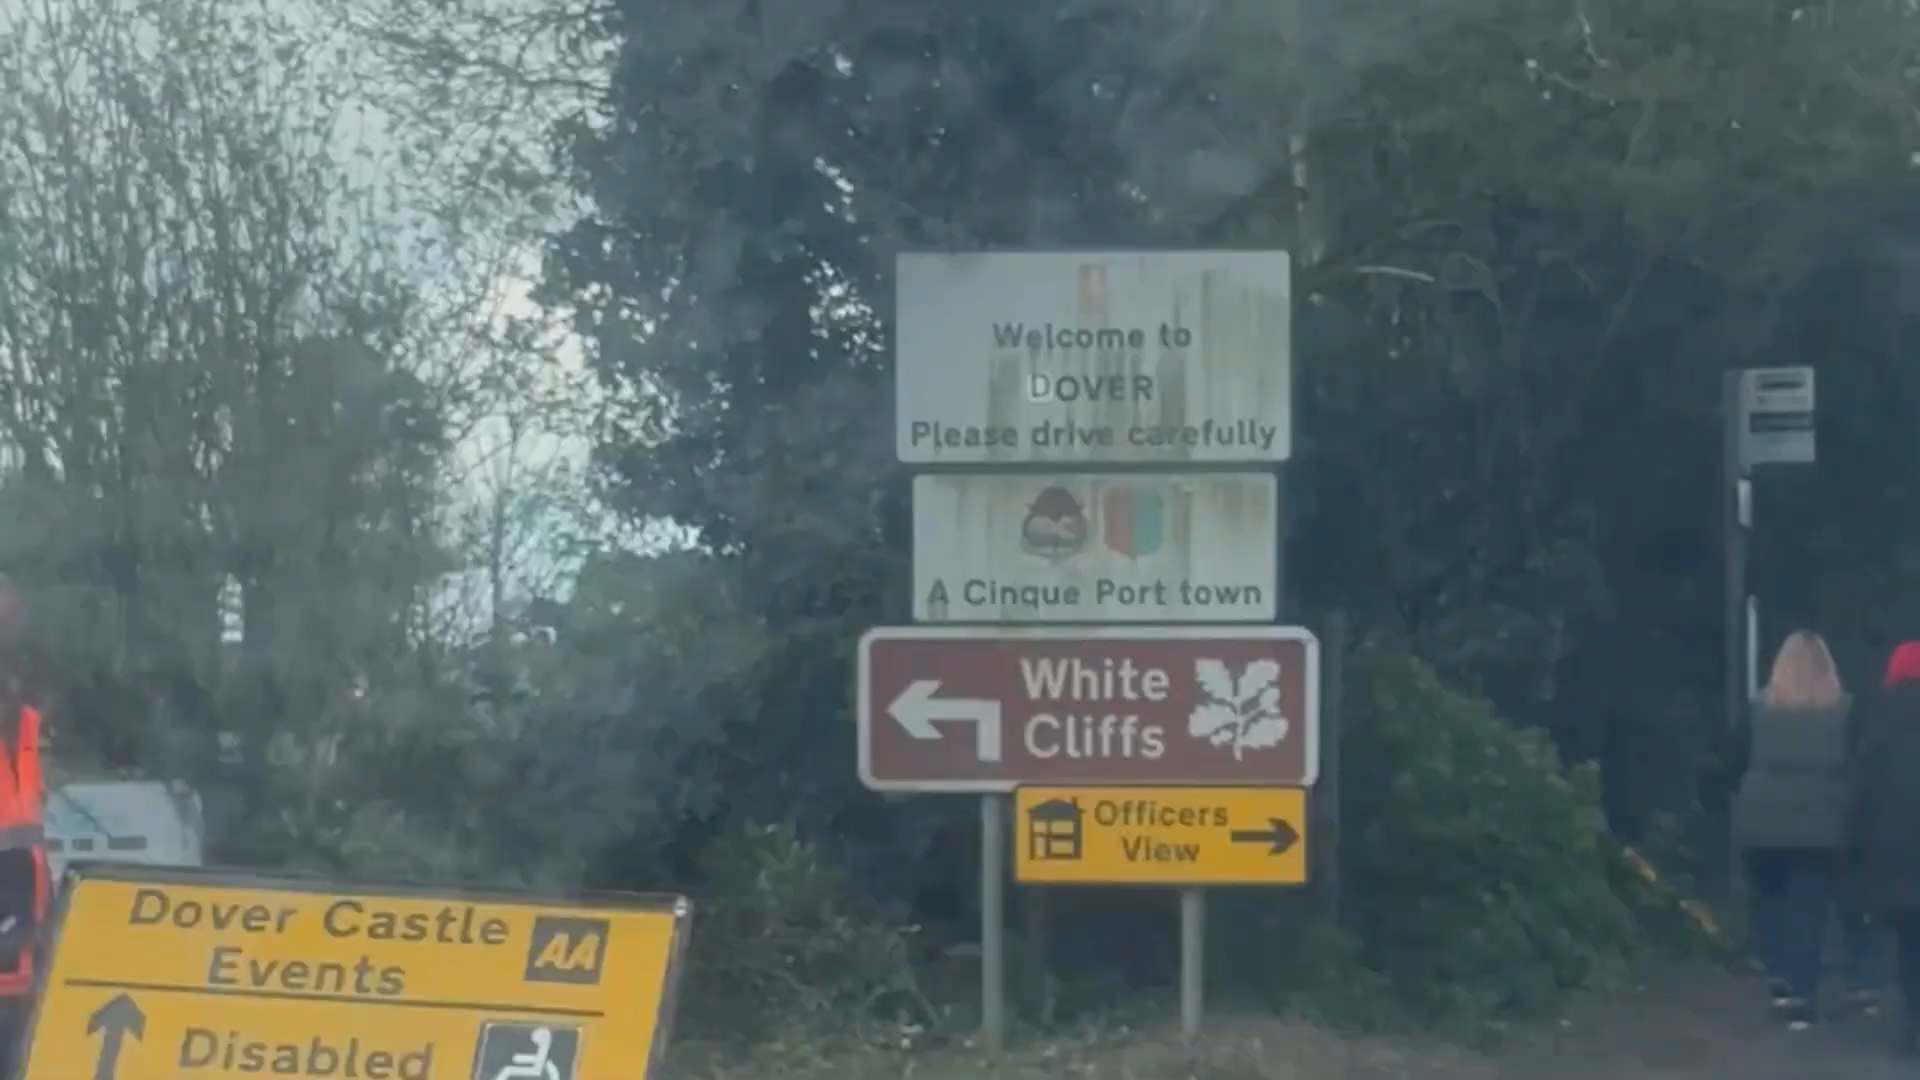 Welcome to
DOVER
Please drive carefully
A Cinque Port town
White
Cliffs
Officers
View
Dover Castle
Events
AA
Disabled